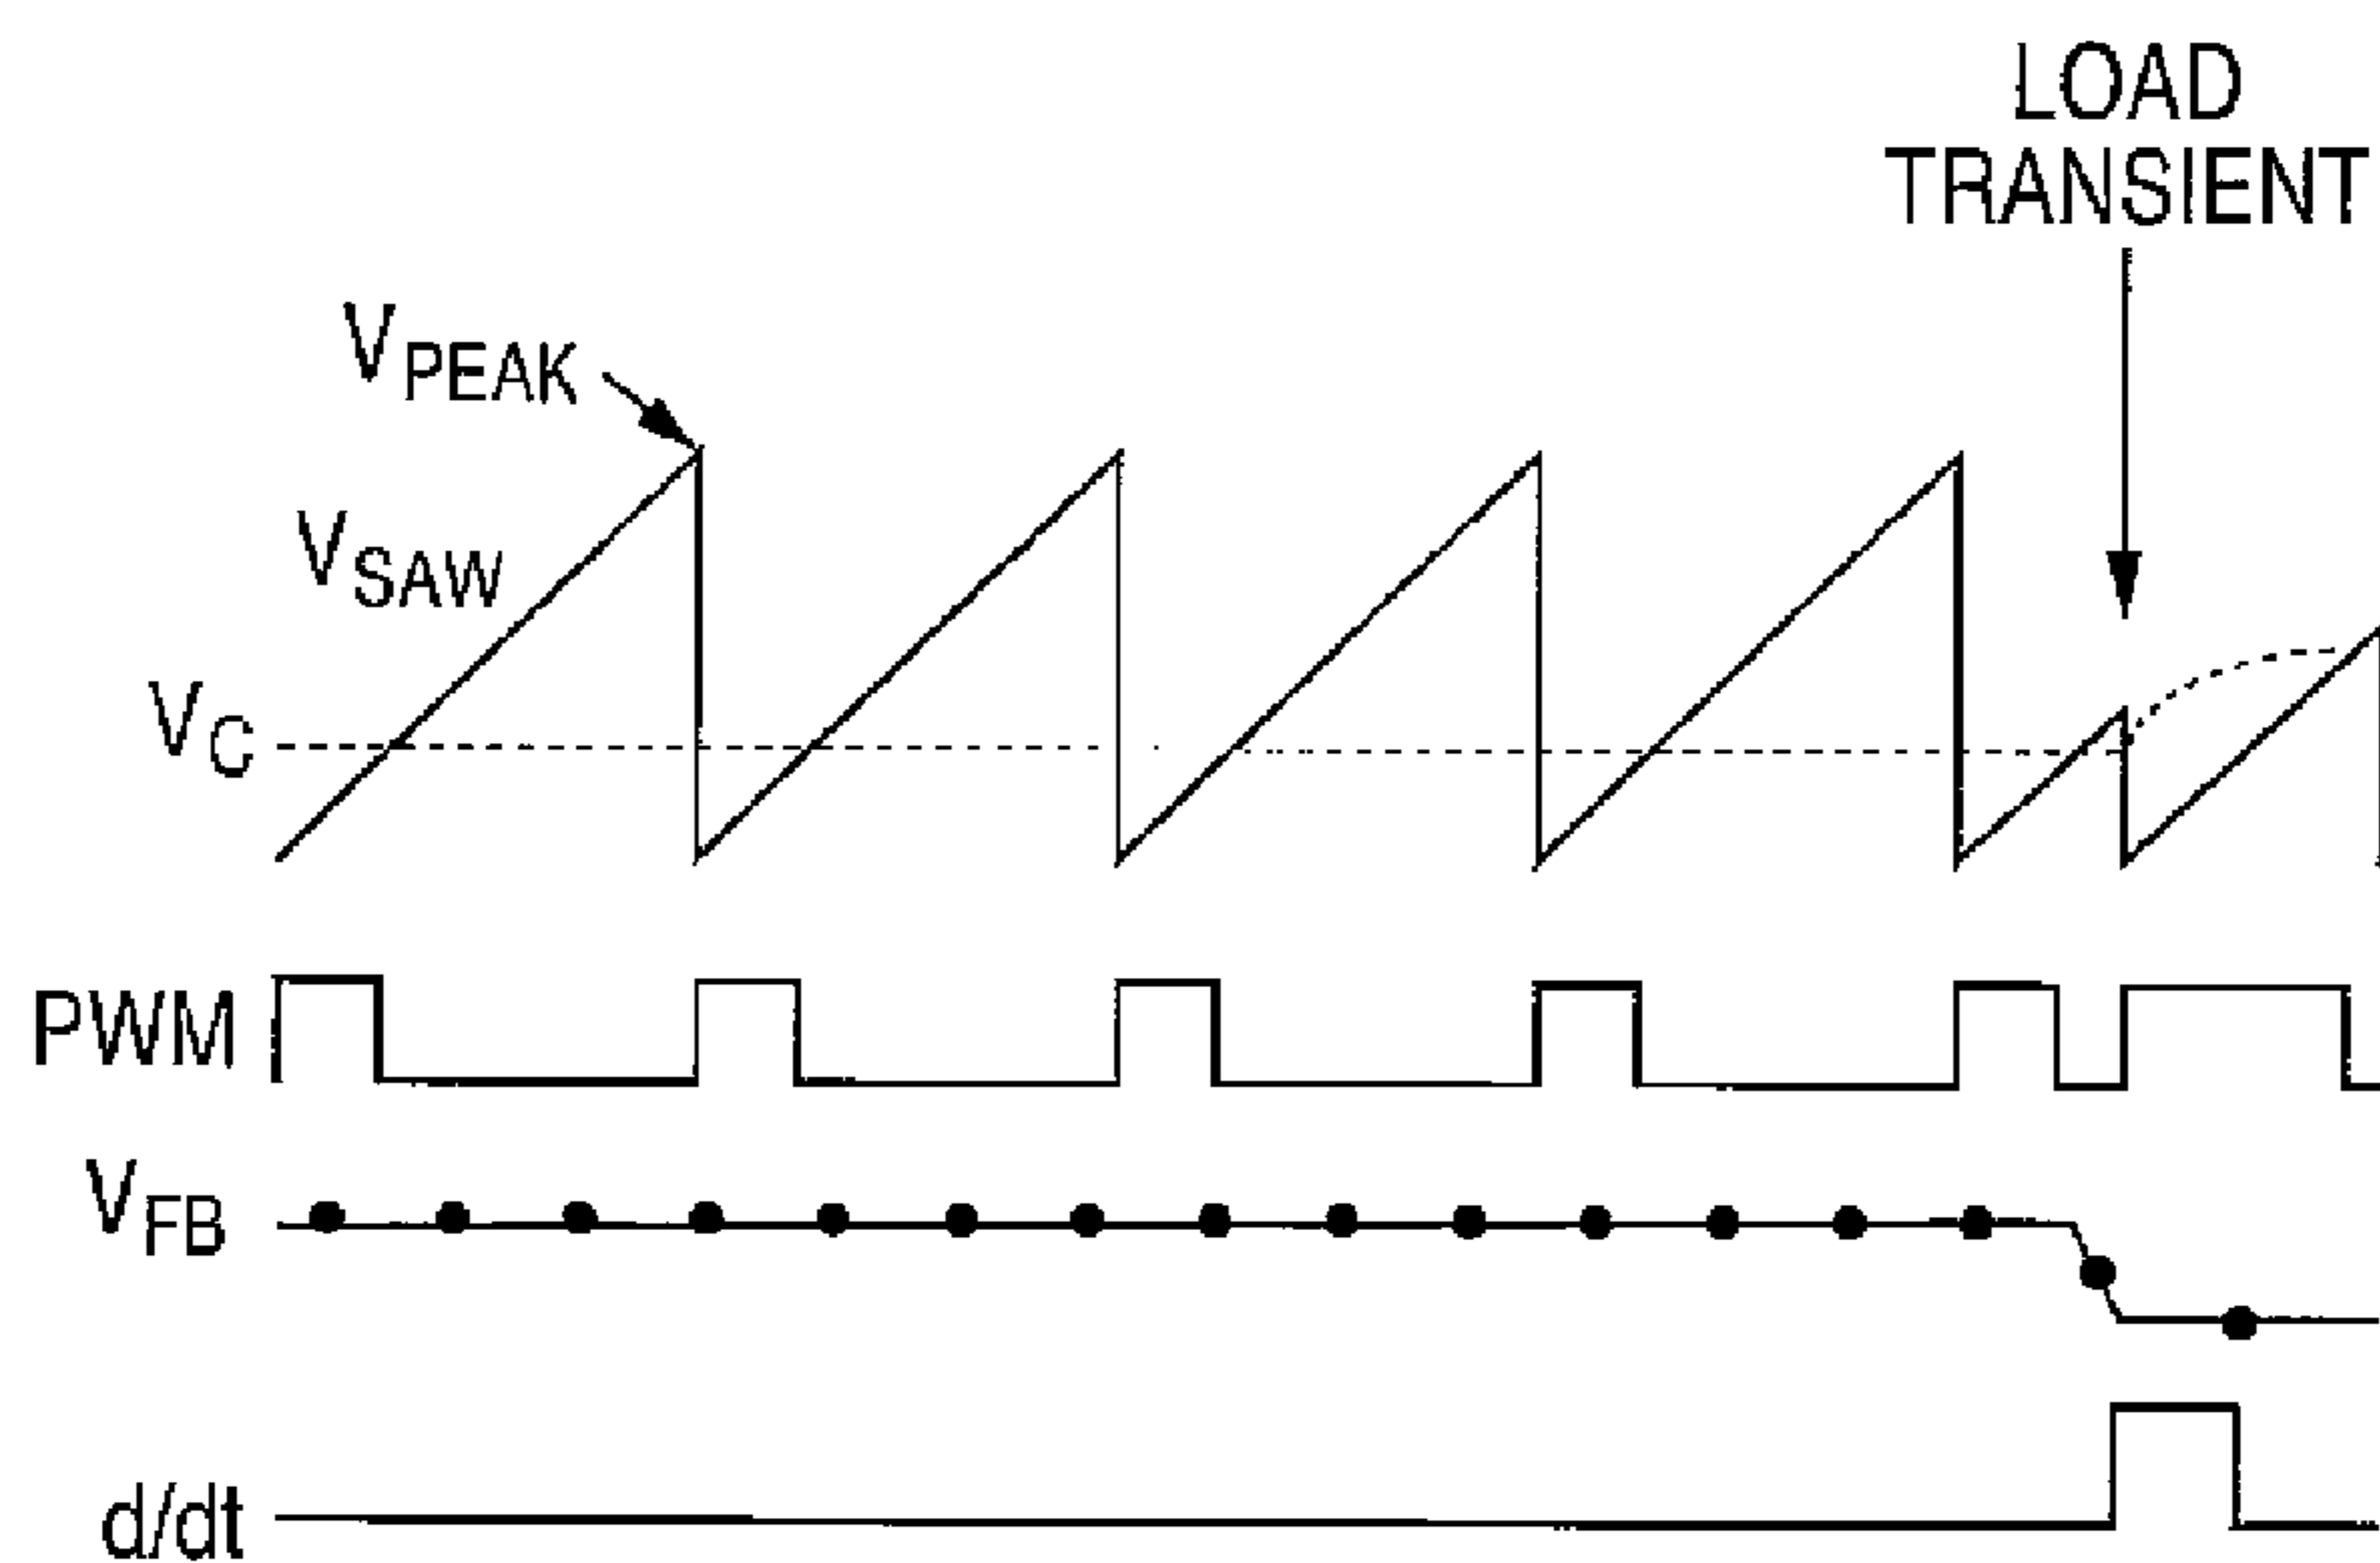 LOAD
TRANSIENT
VPEAK
VSAW
VC
PWM
VFB
d/dt